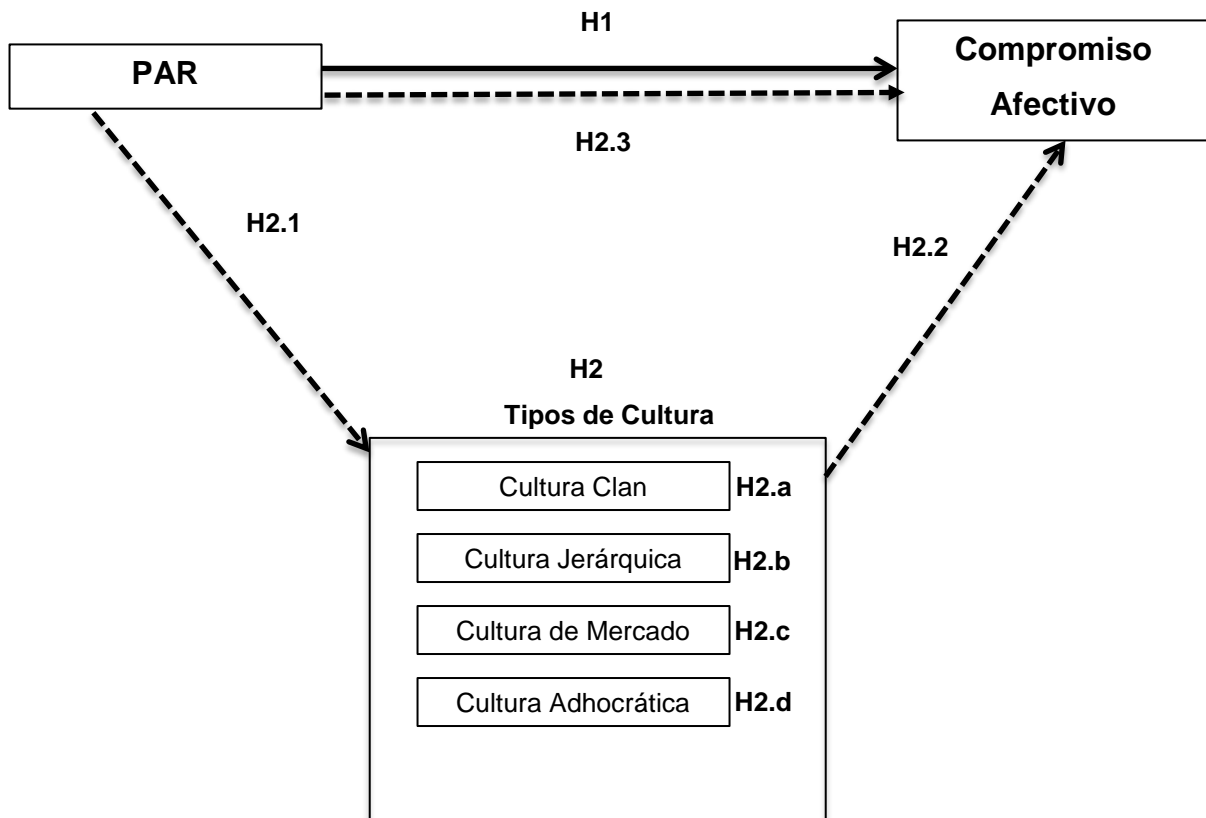 H1
PAR
Compromiso
Afectivo
H2.3
H2.1
H2.2
H2
Tipos de Cultura
Cultura Clan H2.a
Cultura Jerárquica H2.b
Cultura de Mercado H2.c
Cultura Adhocrática H2.d